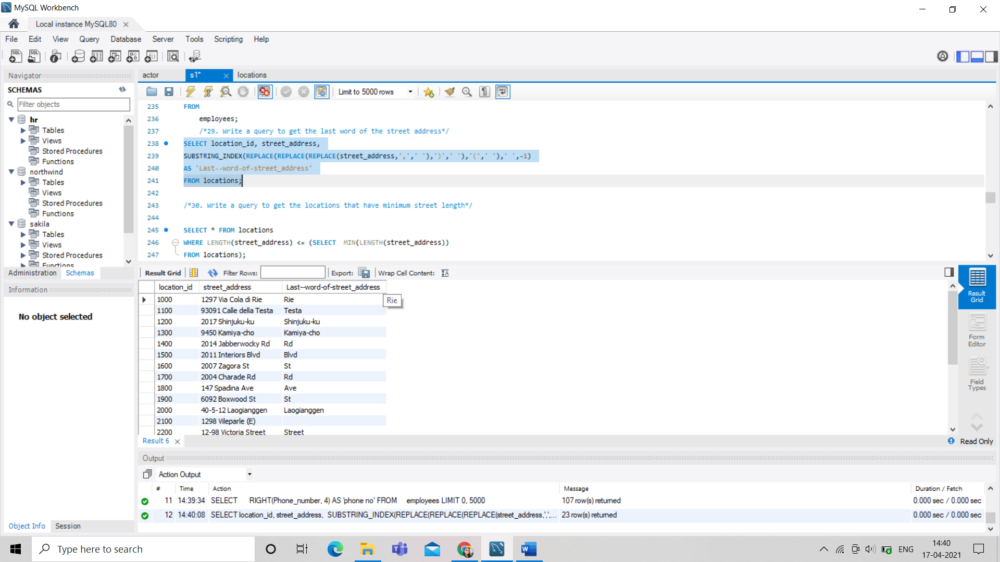 MySQL Workbench
Local instance MySQL80
File Edit View Query Database Server Tools Scripting Help
Navigator
SCHEMAS
Filter objects
hr
Tables
Views
Stored Procedures
Functions
northwind
Tables
Views
Stored Procedures
Functions
sakila
Tables
Views
Stored Procedures
Functions
Administration Schemas
Information
No object selected
Object Info Session
actor s1* locations
Limit to 5000 rows
235 FROM
236 employees;
237 /*29. Write a query to get the last word of the street address*/
238 SELECT location_id, street_address,
239 SUBSTRING_INDEX(REPLACE(REPLACE(REPLACE(street_address,',',' '),')',' '),'(',' '),' ',-1)
240 AS 'Last--word-of-street_address'
241 FROM locations;
242
243 /*30. Write a query to get the locations that have minimum street length*/
244
245 SELECT * FROM locations
246 WHERE LENGTH(street_address) <= (SELECT MIN(LENGTH(street_address))
247 FROM locations);
Result Grid Filter Rows: Export: Wrap Cell Content:
location_id street_address Last--word-of-street_address
1000 1297 Via Cola di Rie Rie
Rie
1100 93091 Calle della Testa Testa
1200 2017 Shinjuku-ku Shinjuku-ku
1300 9450 Kamiya-cho Kamiya-cho
1400 2014 Jabberwocky Rd Rd
1500 2011 Interiors Blvd Blvd
1600 2007 Zagora St St
1700 2004 Charade Rd Rd
1800 147 Spadina Ave Ave
1900 6092 Boxwood St St
2000 40-5-12 Laogianggen Laogianggen
2100 1298 Vileparle (E)
2200 12-98 Victoria Street Street
Result Grid
Form Editor
Field Types
Result 6
Read Only
Output
Action Output
# Time Action Message Duration / Fetch
11 14:39:34 SELECT RIGHT(Phone_number, 4) AS 'phone no' FROM employees LIMIT 0, 5000 107 row(s) returned 0.000 sec / 0.000 sec
12 14:40:08 SELECT location_id, street_address, SUBSTRING_INDEX(REPLACE(REPLACE(REPLACE(street_address,',',... 23 row(s) returned 0.000 sec / 0.000 sec
Type here to search
ENG
14:40
17-04-2021